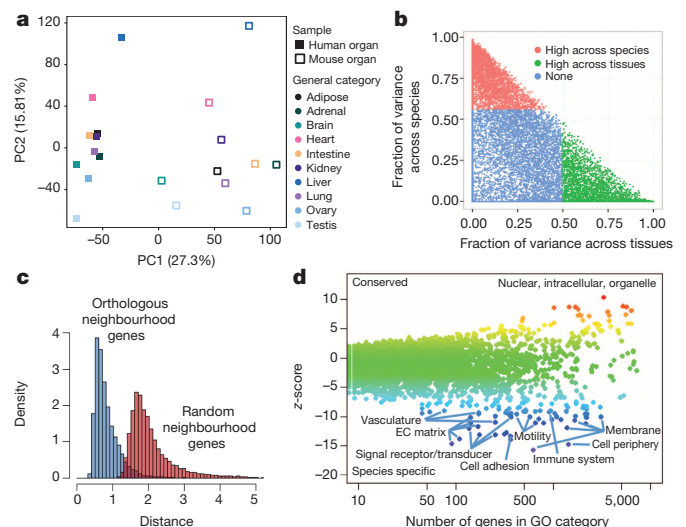 a
120
80
40
0
−40
PC2 (15.81%)
−50
0
50
100
PC1 (27.3%)
Sample
Human organ
Mouse organ
General category
Adipose
Adrenal
Brain
Heart
Intestine
Kidney
Liver
Lung
Ovary
Testis
b
1.00
0.75
0.50
0.25
0.00
Fraction of variance
across species
High across species
High across tissues
None
0.00
0.25
0.50
0.75
1.00
Fraction of variance across tissues
c
Orthologous
neighbourhood
genes
Random
neighbourhood
genes
4
3
2
1
0
Density
0
1
2
3
4
5
Distance
d
Conserved
Nuclear, intracellular, organelle
10
5
0
−5
−10
−15
−20
z-score
Vasculature
EC matrix
Signal receptor/transducer
Cell adhesion
Motility
Immune system
Membrane
Cell periphery
Species specific
10
50
100
500
5,000
Number of genes in GO category